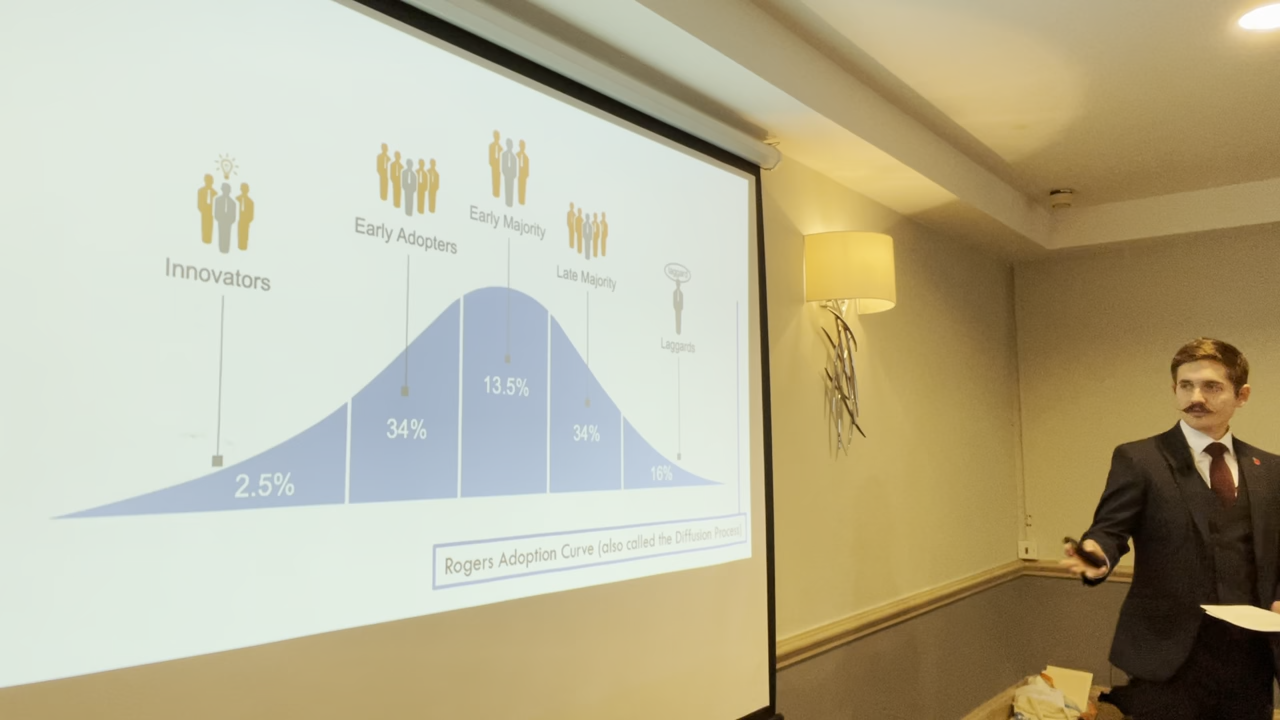 Innovators
Early Adopters
Early Majority
Late Majority
laggard
Laggards
2.5%
34%
13.5%
34%
16%
Rogers Adoption Curve (also called the Diffusion Process)